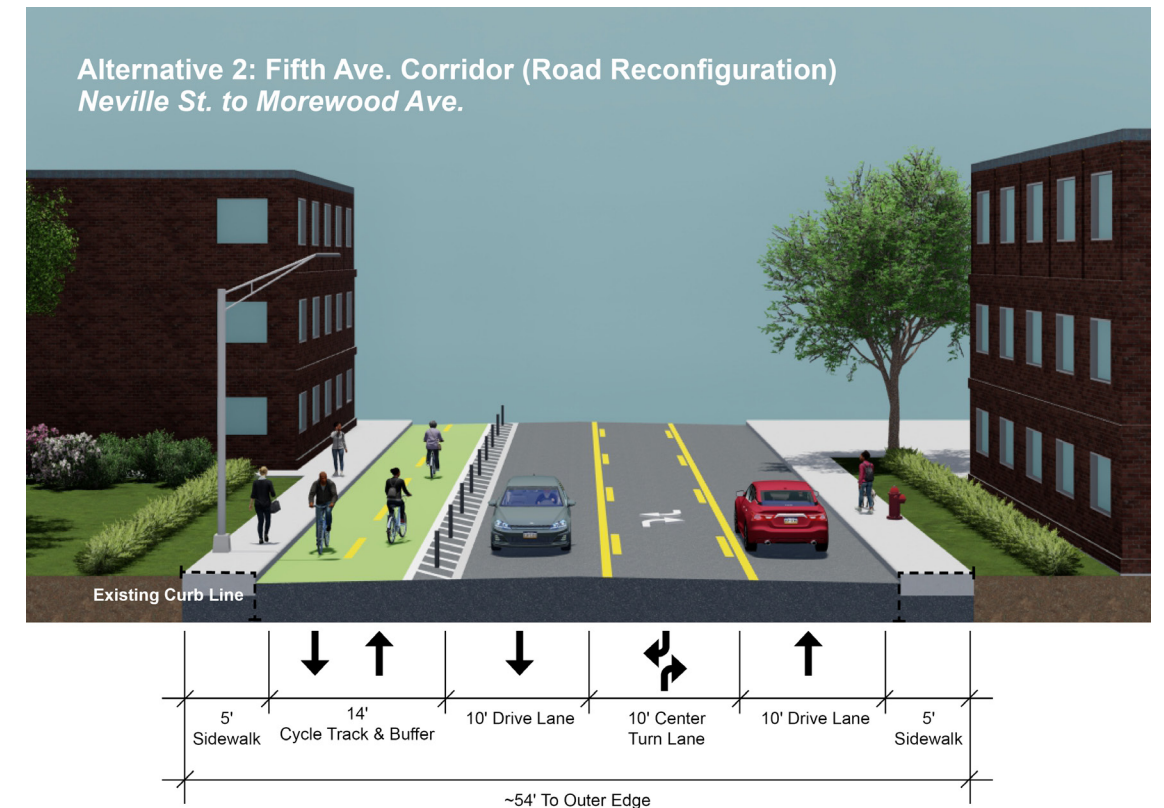 Alternative 2: Fifth Ave. Corridor (Road Reconfiguration)
Neville St. to Morewood Ave.
Existing Curb Line
5'
Sidewalk
14'
Cycle Track & Buffer
10' Drive Lane
10' Center
Turn Lane
10' Drive Lane
5'
Sidewalk
~54' To Outer Edge